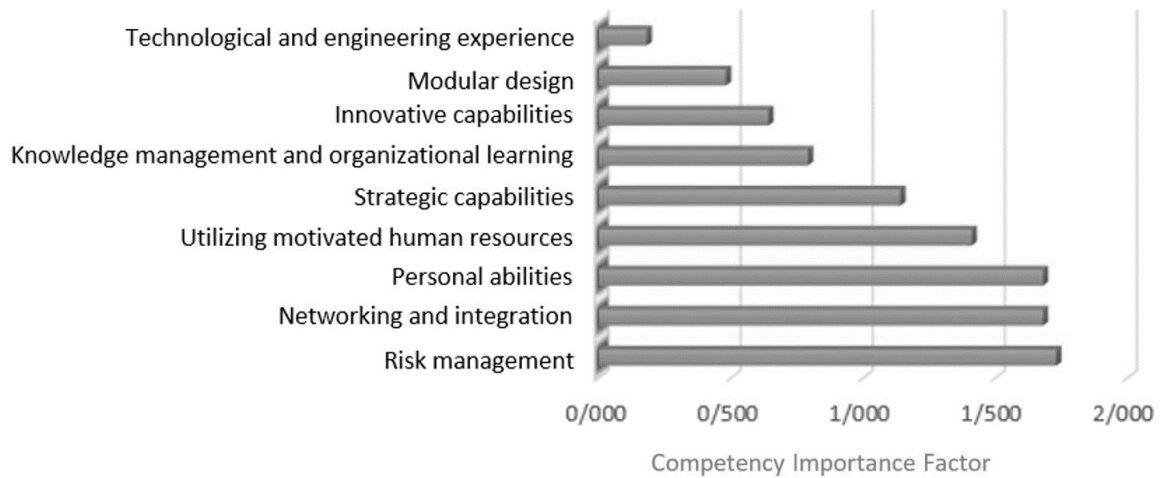 Technological and engineering experience
Modular design
Innovative capabilities
Knowledge management and organizational learning
Strategic capabilities
Utilizing motivated human resources
Personal abilities
Networking and integration
Risk management
0/000 0/500 1/000 1/500 2/000
Competency Importance Factor